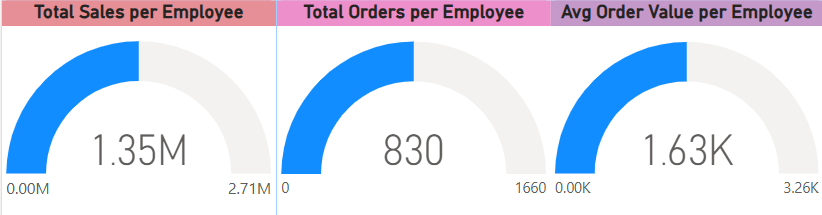 Total Sales per Employee
1.35M
0.00M
2.71M
Total Orders per Employee
830
0
1660
Avg Order Value per Employee
1.63K
0.00K
3.26K